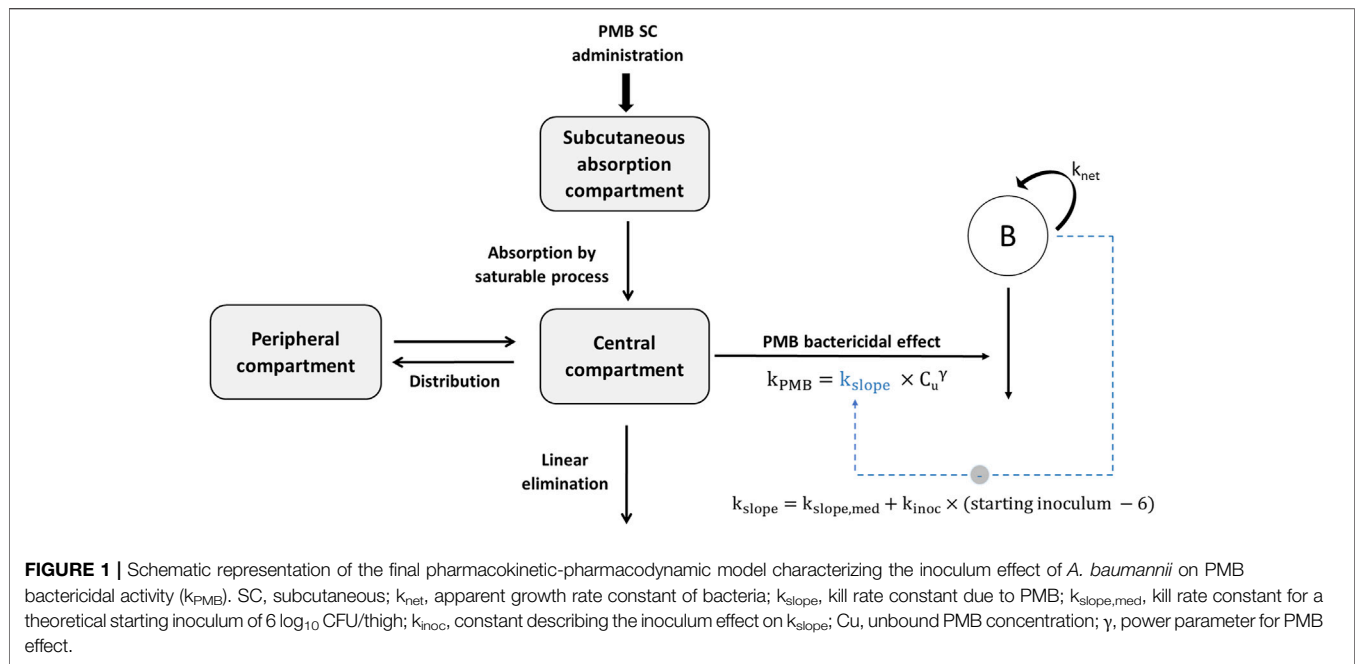 PMB SC
administration
Subcutaneous
absorption
compartment
Absorption by
saturable process
Peripheral
compartment
Distribution
Central
compartment
Linear
elimination
PMB bactericidal effect
k_PMB = k_slope × C_u^γ
B
k_net
-
k_slope = k_slope,med + k_inoc × (starting inoculum − 6)
FIGURE 1 | Schematic representation of the final pharmacokinetic-pharmacodynamic model characterizing the inoculum effect of A. baumannii on PMB
bactericidal activity (k_PMB). SC, subcutaneous; k_net, apparent growth rate constant of bacteria; k_slope, kill rate constant due to PMB; k_slope,med, kill rate constant for a
theoretical starting inoculum of 6 log₁₀ CFU/thigh; k_inoc, constant describing the inoculum effect on k_slope; Cu, unbound PMB concentration; γ, power parameter for PMB
effect.